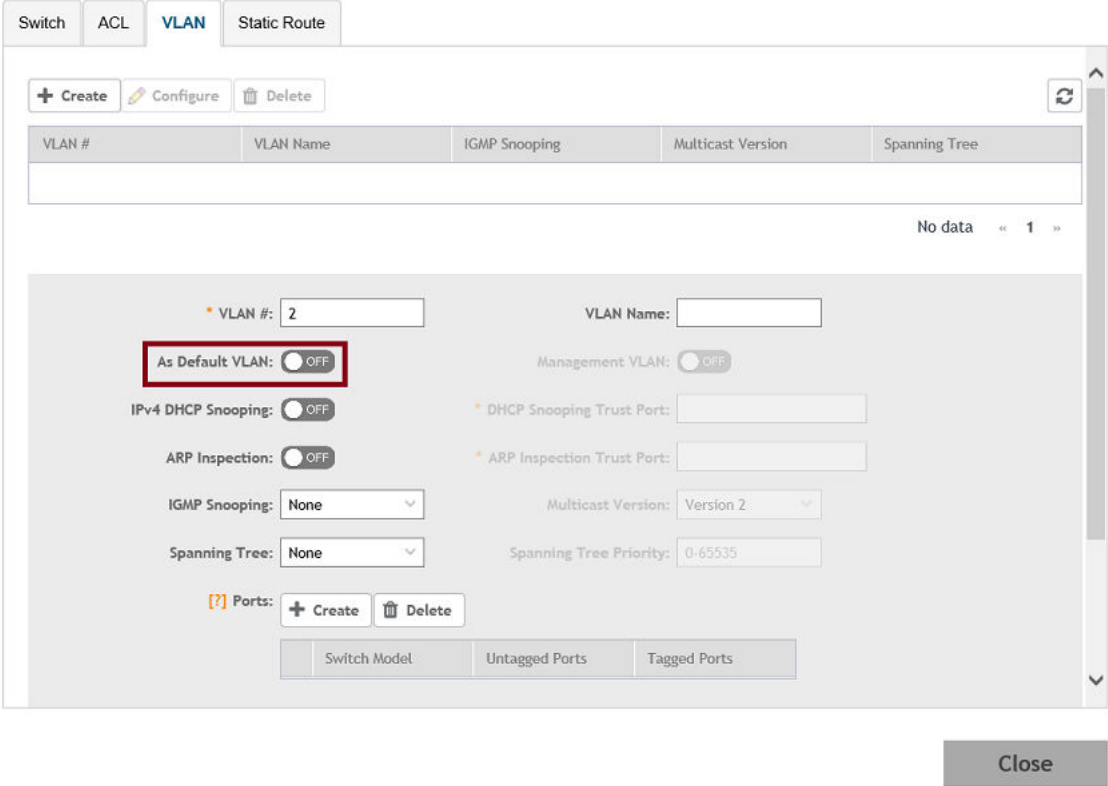 Switch ACL VLAN Static Route
Create Configure Delete
VLAN # VLAN Name IGMP Snooping Multicast Version Spanning Tree
No data « 1 »
* VLAN #: 2 VLAN Name:
As Default VLAN: OFF Management VLAN: OFF
IPv4 DHCP Snooping: OFF * DHCP Snooping Trust Port:
ARP Inspection: OFF * ARP Inspection Trust Port:
IGMP Snooping: None Multicast Version: Version 2
Spanning Tree: None Spanning Tree Priority: 0-65535
[?] Ports: Create Delete
Switch Model Untagged Ports Tagged Ports
Close